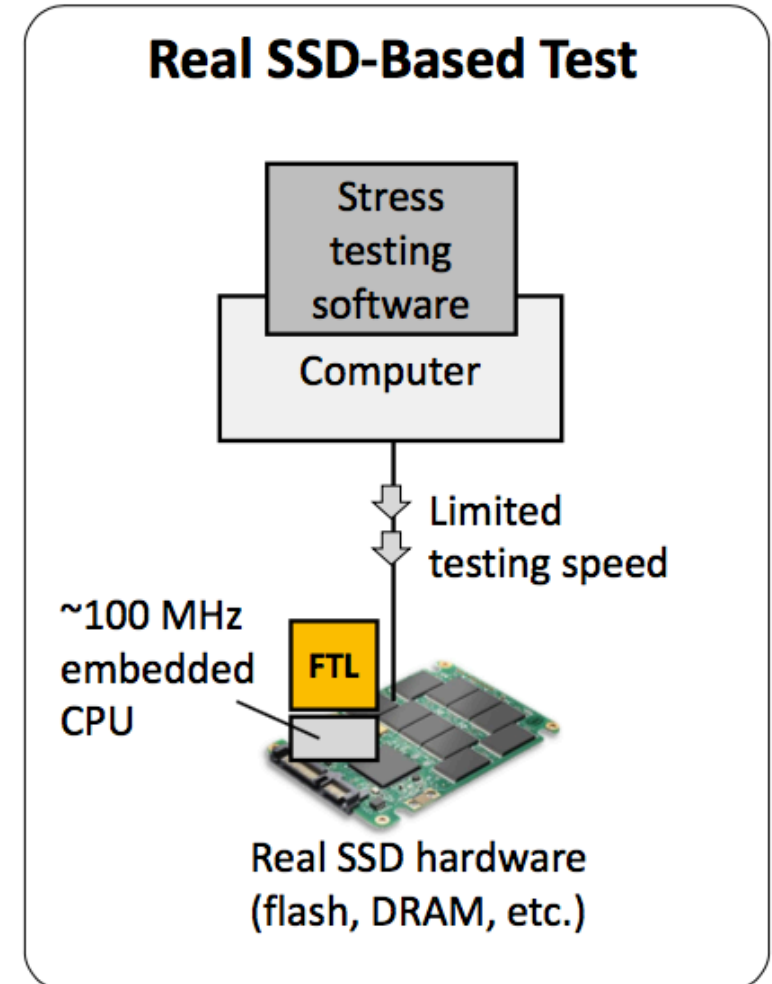 Real SSD-Based Test
Stress
testing
software
Computer
Limited
testing speed
~100 MHz
embedded
CPU
FTL
Real SSD hardware
(flash, DRAM, etc.)